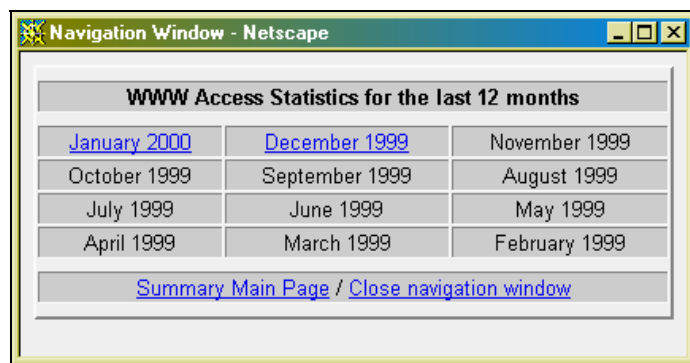 Navigation Window - Netscape
WWW Access Statistics for the last 12 months
January 2000 December 1999 November 1999
October 1999 September 1999 August 1999
July 1999 June 1999 May 1999
April 1999 March 1999 February 1999
Summary Main Page / Close navigation window